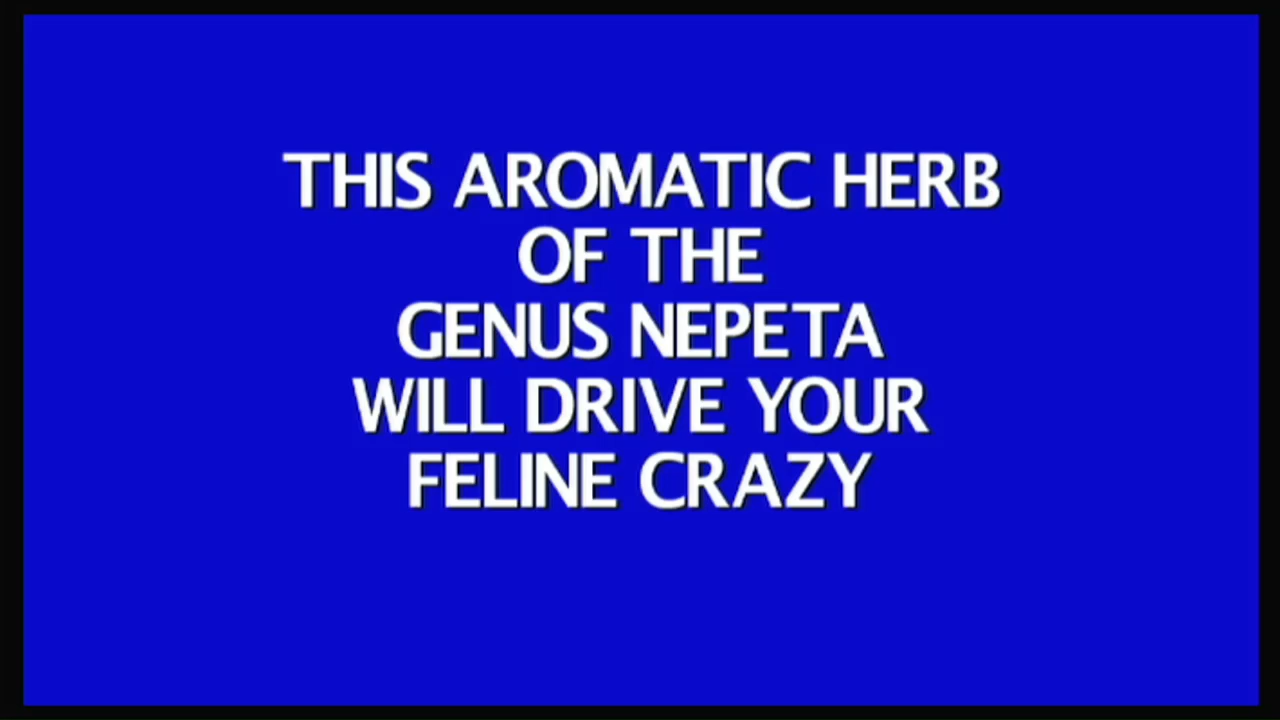 THIS AROMATIC HERB
OF THE
GENUS NEPETA
WILL DRIVE YOUR
FELINE CRAZY